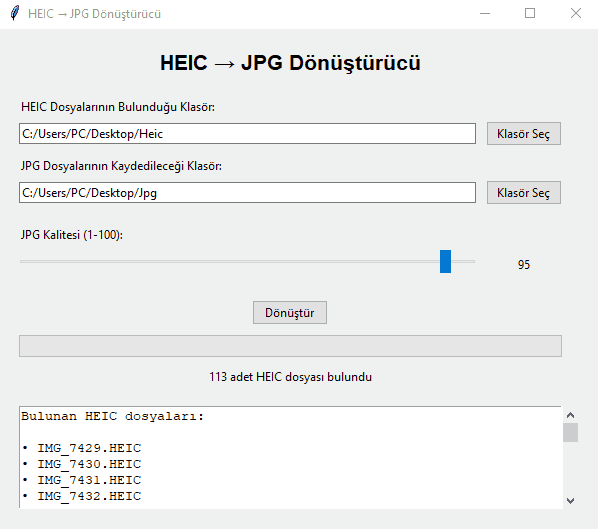 HEIC → JPG Dönüştürücü
HEIC → JPG Dönüştürücü
HEIC Dosyalarının Bulunduğu Klasör:
C:/Users/PC/Desktop/Heic
Klasör Seç
JPG Dosyalarının Kaydedileceği Klasör:
C:/Users/PC/Desktop/Jpg
Klasör Seç
JPG Kalitesi (1-100):
95
Dönüştür
113 adet HEIC dosyası bulundu
Bulunan HEIC dosyaları:
• IMG_7429.HEIC
• IMG_7430.HEIC
• IMG_7431.HEIC
• IMG_7432.HEIC